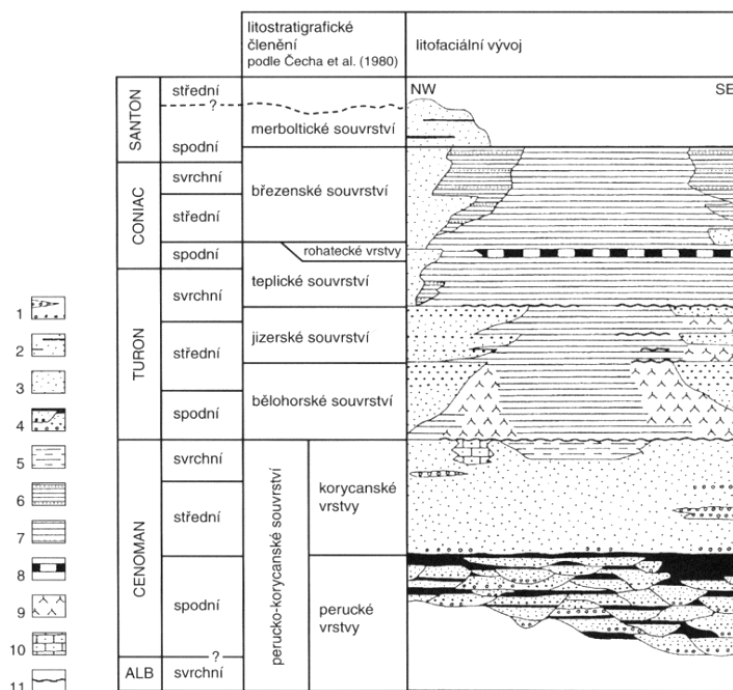 litostratigrafické
členění
podle Čecha et al. (1980)
litofaciální vývoj
NW
SE
SANTON
střední
?
spodní
merboltické souvrství
CONIAC
svrchní
střední
spodní
březenské souvrství
rohatecké vrstvy
TURON
svrchní
střední
spodní
teplické souvrství
jizerské souvrství
bělohorské souvrství
CENOMAN
svrchní
střední
spodní
perucko-korycanské souvrství
korycanské
vrstvy
perucké
vrstvy
?
ALB
svrchní
1
2
3
4
5
6
7
8
9
10
11